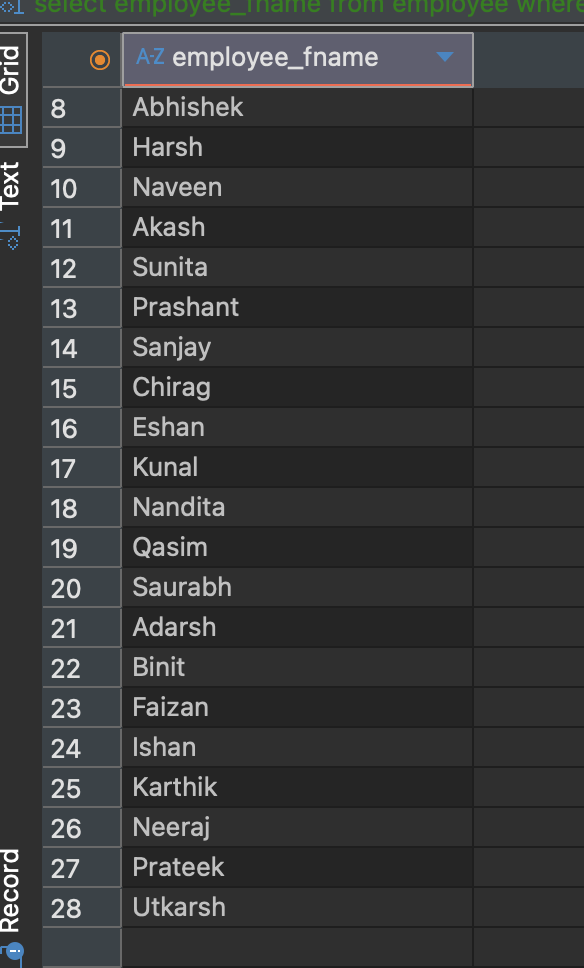 select employee_fname from employee where
Grid
Text
Record
A-Z employee_fname
8 Abhishek
9 Harsh
10 Naveen
11 Akash
12 Sunita
13 Prashant
14 Sanjay
15 Chirag
16 Eshan
17 Kunal
18 Nandita
19 Qasim
20 Saurabh
21 Adarsh
22 Binit
23 Faizan
24 Ishan
25 Karthik
26 Neeraj
27 Prateek
28 Utkarsh